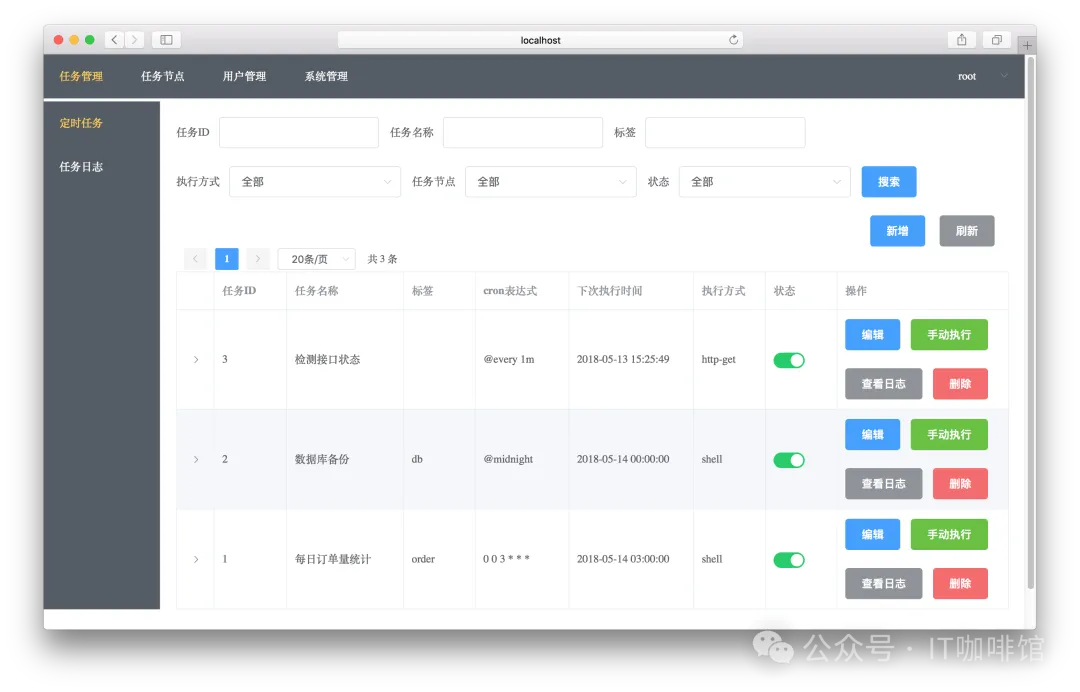 localhost
任务管理 任务节点 用户管理 系统管理 root
定时任务
任务日志
任务ID 任务名称 标签
执行方式 全部 任务节点 全部 状态 全部 搜索
新增 刷新
1 20条/页 共 3 条
任务ID 任务名称 标签 cron表达式 下次执行时间 执行方式 状态 操作
3 检测接口状态 @every 1m 2018-05-13 15:25:49 http-get
编辑 手动执行
查看日志 删除
2 数据库备份 db @midnight 2018-05-14 00:00:00 shell
编辑 手动执行
查看日志 删除
1 每日订单量统计 order 0 0 3 * * * 2018-05-14 03:00:00 shell
编辑 手动执行
查看日志 删除
公众号 · IT咖啡馆